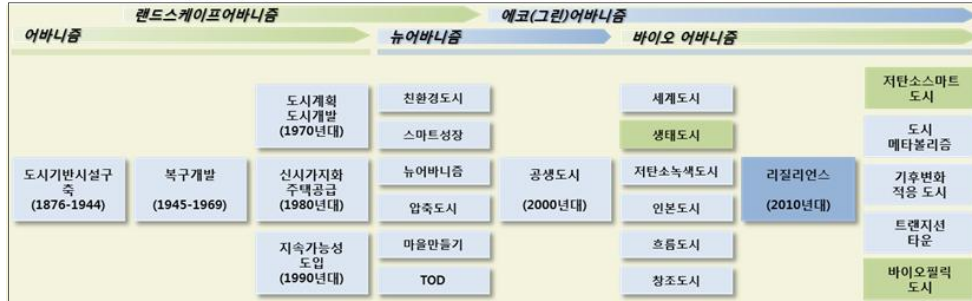 랜드스케이프어바니즘
에코(그린)어바니즘
어바니즘
뉴어바니즘
바이오 어바니즘
도시기반시설구
축
(1876-1944)
복구개발
(1945-1969)
도시계획
도시개발
(1970년대)
신시가지화
주택공급
(1980년대)
지속가능성
도입
(1990년대)
친환경도시
스마트성장
뉴어바니즘
압축도시
마을만들기
TOD
공생도시
(2000년대)
세계도시
생태도시
저탄소녹색도시
인본도시
흐름도시
창조도시
리질리언스
(2010년대)
저탄소스마트
도시
도시
메타볼리즘
기후변화
적응 도시
트랜지션
타운
바이오필릭
도시